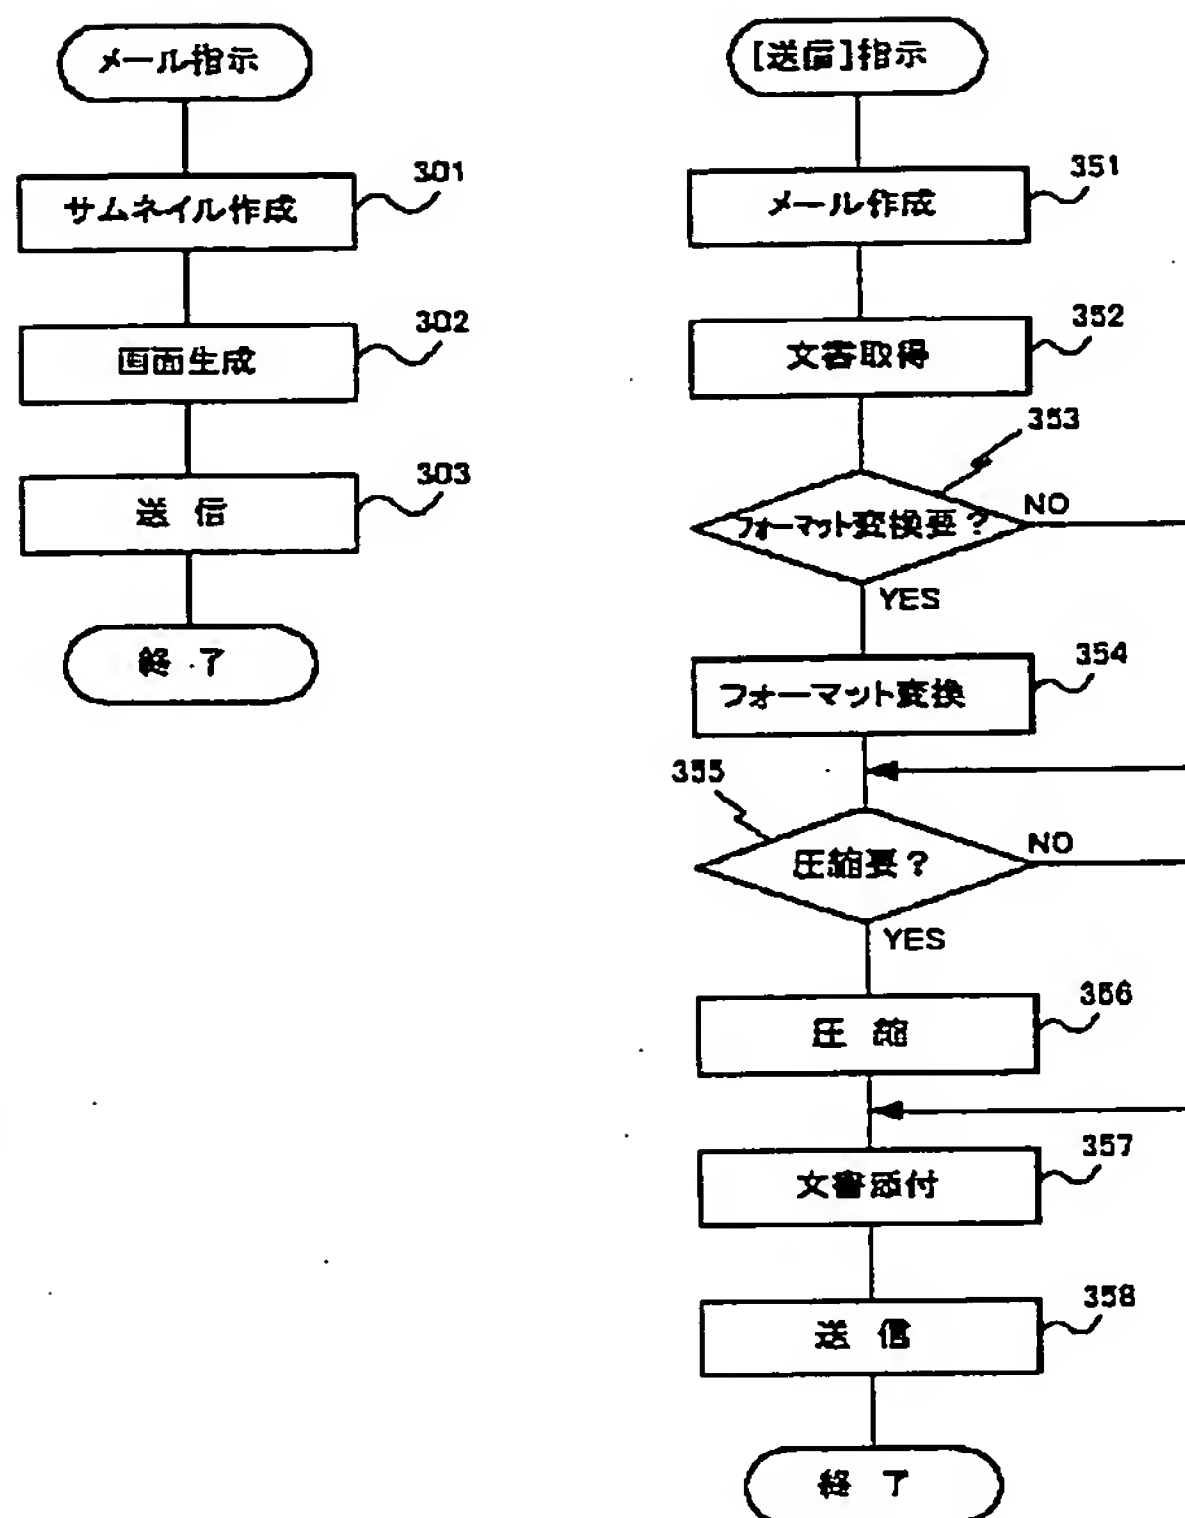 メール指示
サムネイル作成
301
画面生成
302
送信
303
終了
[送信]指示
メール作成
351
文書取得
352
353
フォーマット変換要?
NO
YES
フォーマット変換
354
355
圧縮要?
NO
YES
圧縮
356
文書添付
357
送信
358
終了